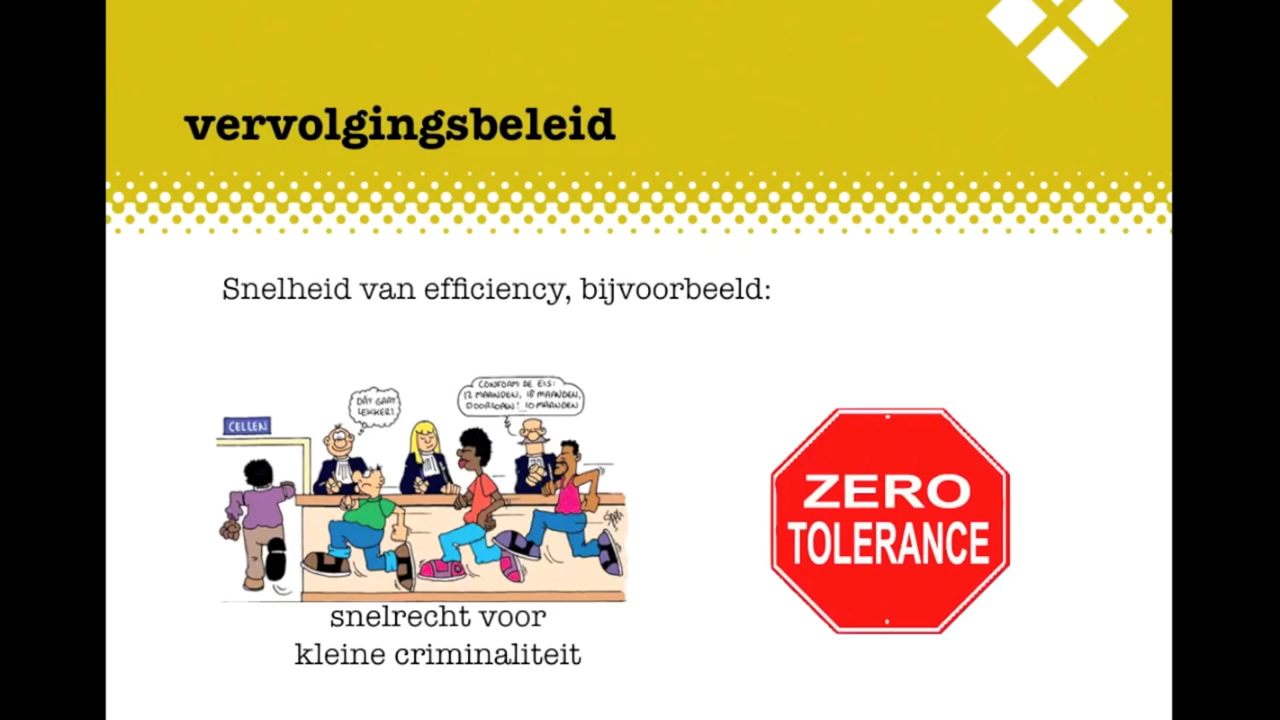 vervolgingsbeleid
Snelheid van efficiency, bijvoorbeeld:
DAT GAAT
LEKKER!
CONFORM DE EIS:
12 MAANDEN, 18 MAANDEN,
DOORLOPEN! 10 MAANDEN
CELLEN
ZERO
TOLERANCE
snelrecht voor
kleine criminaliteit